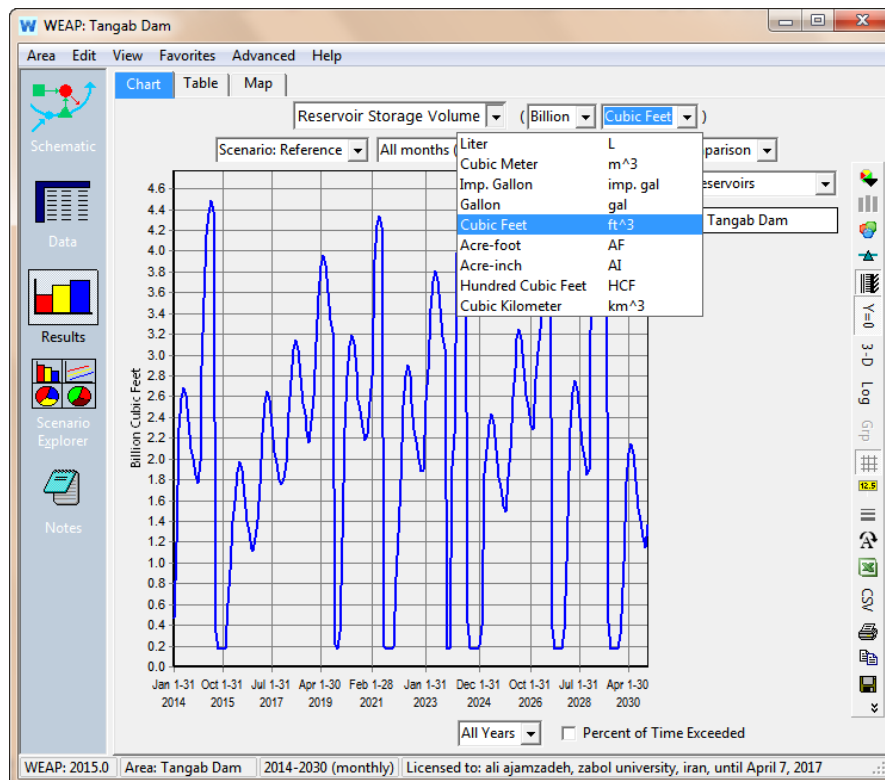 WEAP: Tangab Dam
Area Edit View Favorites Advanced Help
Chart Table Map
Reservoir Storage Volume ( Billion Cubic Feet )
Scenario: Reference All months ( parison
Liter L
Cubic Meter m^3
Imp. Gallon imp. gal
Gallon gal
Cubic Feet ft^3
Acre-foot AF
Acre-inch AI
Hundred Cubic Feet HCF
Cubic Kilometer km^3
eservoirs
Tangab Dam
Schematic
Data
Results
Scenario
Explorer
Notes
Billion Cubic Feet
4.6
4.4
4.2
4.0
3.8
3.6
3.4
3.2
3.0
2.8
2.6
2.4
2.2
2.0
1.8
1.6
1.4
1.2
1.0
0.8
0.6
0.4
0.2
0.0
Jan 1-31 Oct 1-31 Jul 1-31 Apr 1-30 Feb 1-28 Jan 1-31 Dec 1-31 Oct 1-31 Jul 1-31 Apr 1-30
2014 2015 2017 2019 2021 2023 2024 2026 2028 2030
Y=0
3-D
Log
Grp
12.5
A
CSV
All Years Percent of Time Exceeded
WEAP: 2015.0 Area: Tangab Dam 2014-2030 (monthly) Licensed to: ali ajamzadeh, zabol university, iran, until April 7, 2017